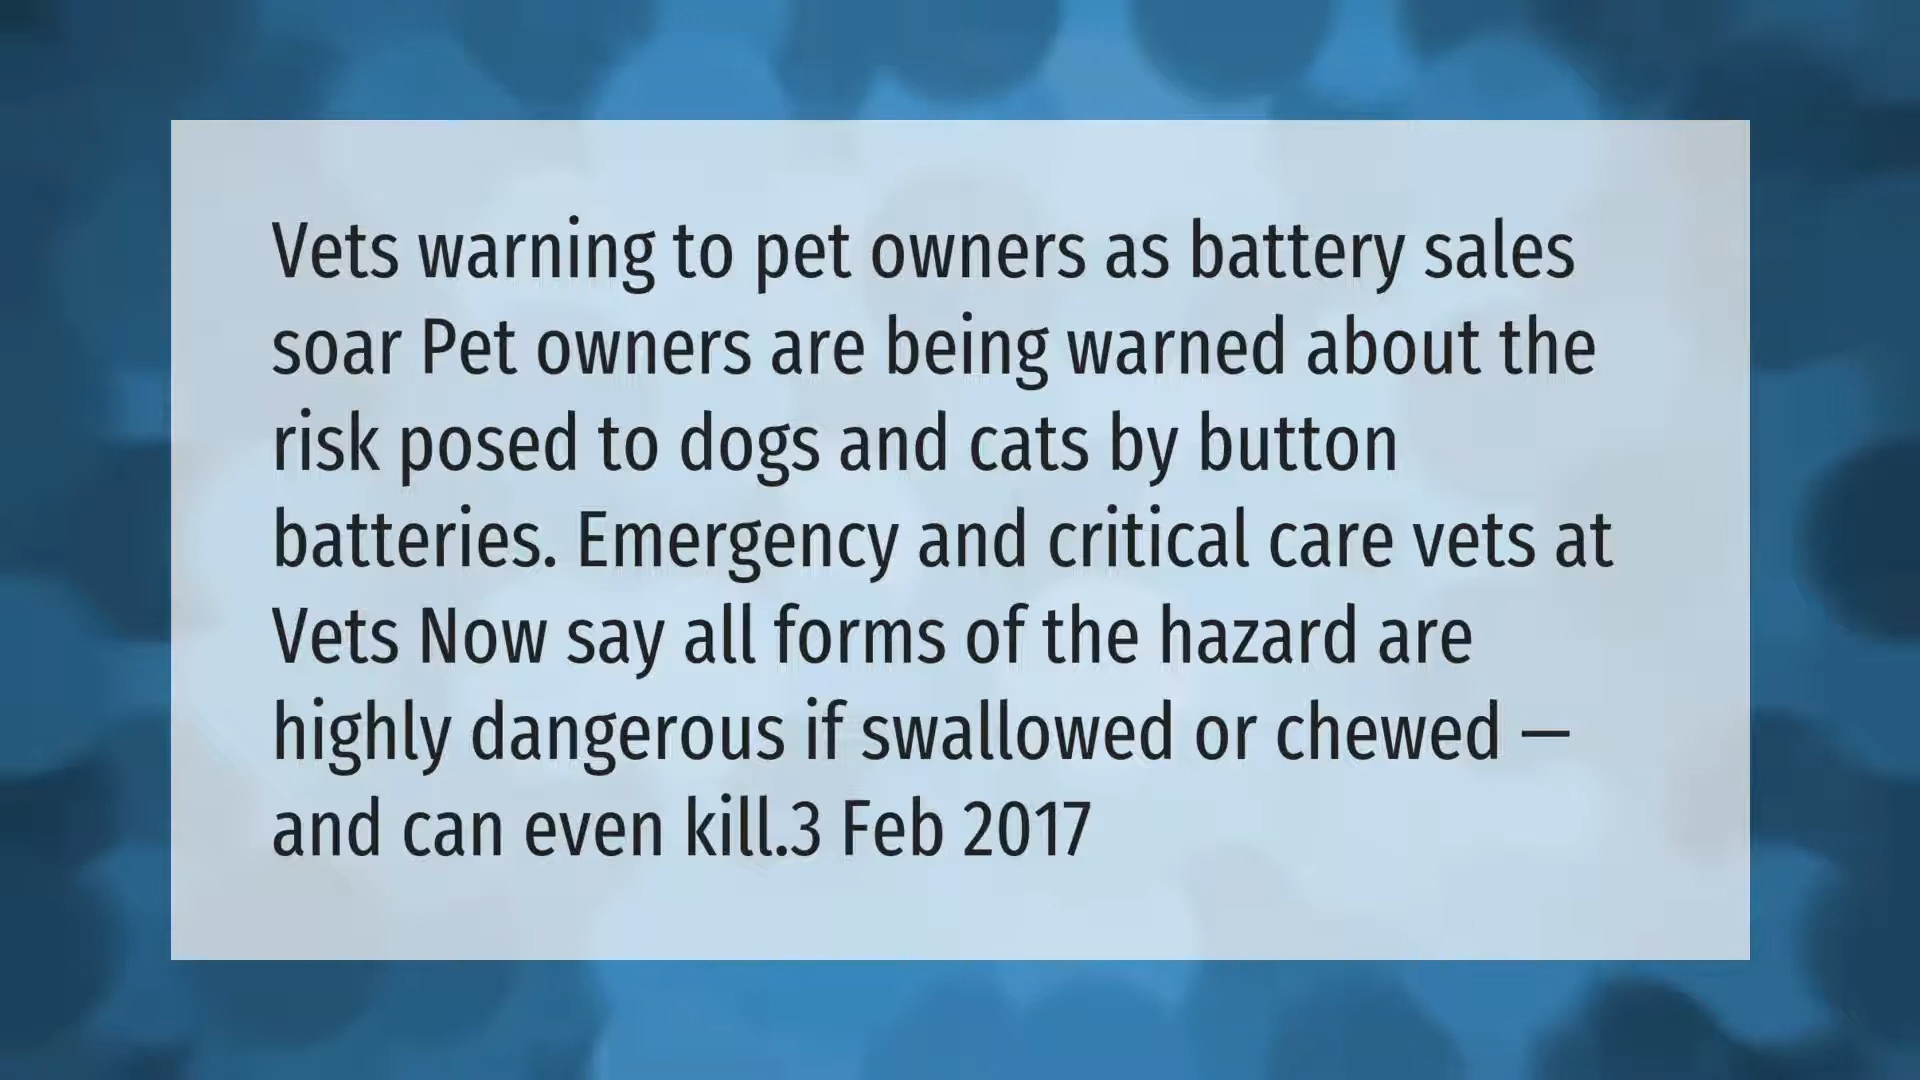 Vets warning to pet owners as battery sales
soar Pet owners are being warned about the
risk posed to dogs and cats by button
batteries. Emergency and critical care vets at
Vets Now say all forms of the hazard are
highly dangerous if swallowed or chewed —
and can even kill.3 Feb 2017